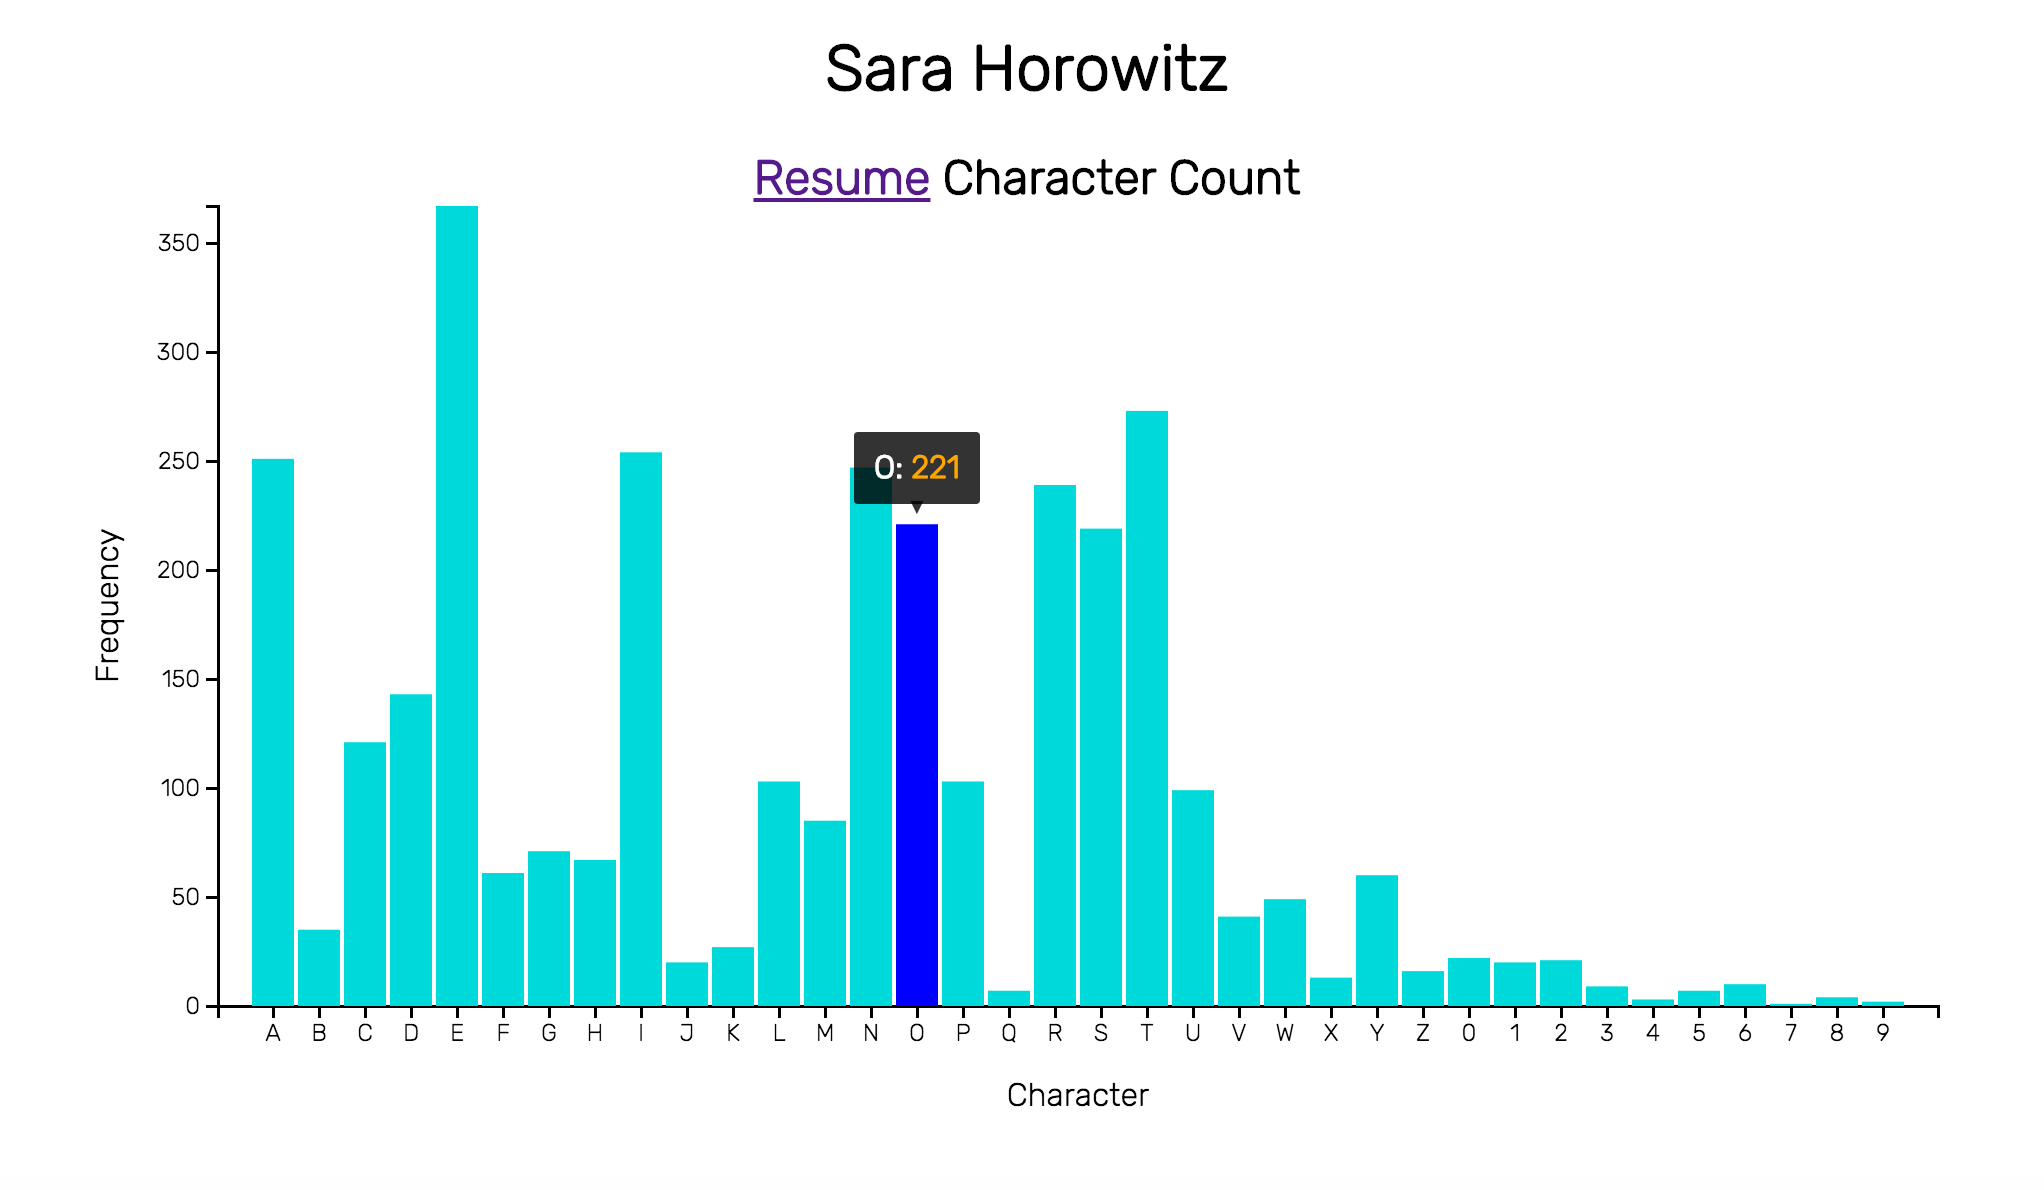 Sara Horowitz
Resume Character Count
350
300
250
200
150
100
50
0
Frequency
O: 221
A B C D E F G H I J K L M N O P Q R S T U V W X Y Z 0 1 2 3 4 5 6 7 8 9
Character